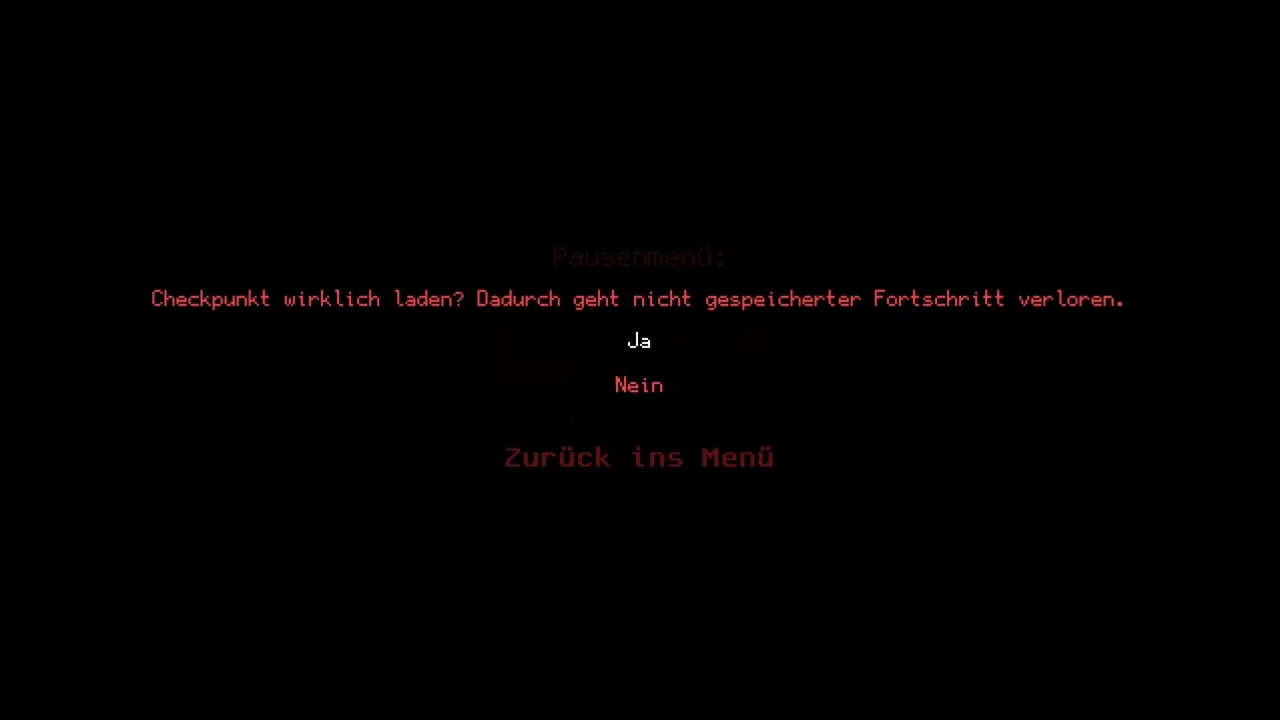 Pausenmenü:
Checkpunkt wirklich laden? Dadurch geht nicht gespeicherter Fortschritt verloren.
Ja
Nein
Zurück ins Menü